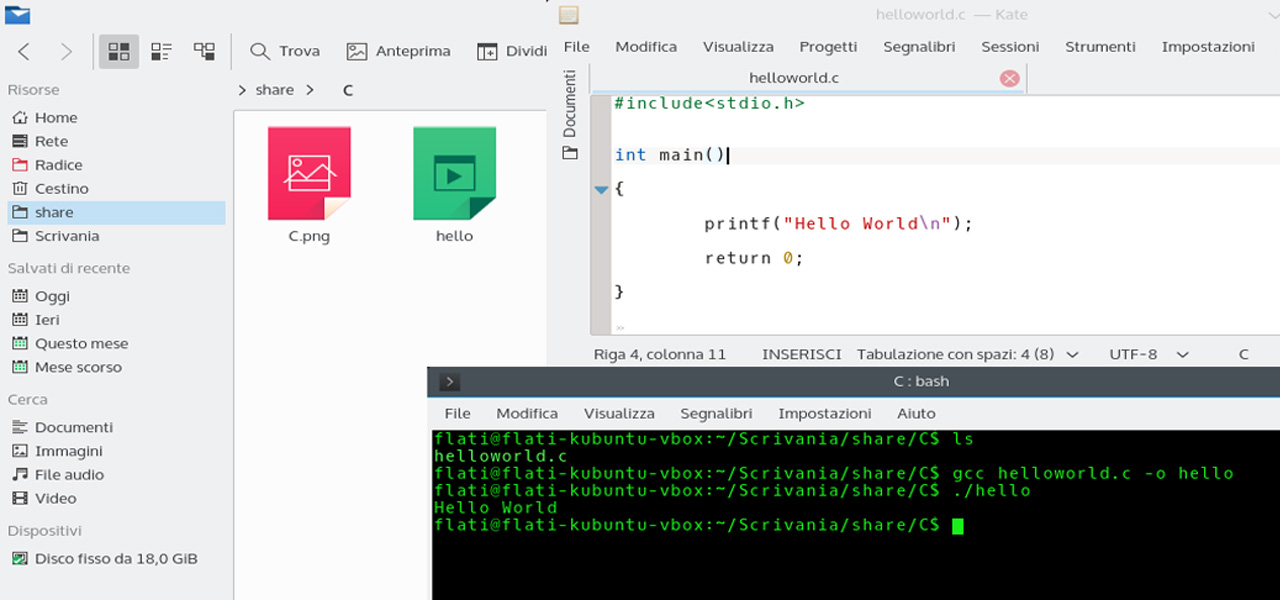 Trova
Anteprima
Dividi
Risorse
Home
Rete
Radice
Cestino
share
Scrivania
Salvati di recente
Oggi
Ieri
Questo mese
Mese scorso
Cerca
Documenti
Immagini
File audio
Video
Dispositivi
Disco fisso da 18,0 GiB
> share > C
C.png
hello
helloworld.c — Kate
File Modifica Visualizza Progetti Segnalibri Sessioni Strumenti Impostazioni
Documenti
helloworld.c
#include<stdio.h>
int main()
{
printf("Hello World\n");
return 0;
}
Riga 4, colonna 11 INSERISCI Tabulazione con spazi: 4 (8) UTF-8 C
C : bash
File Modifica Visualizza Segnalibri Impostazioni Aiuto
flati@flati-kubuntu-vbox:~/Scrivania/share/C$ ls
helloworld.c
flati@flati-kubuntu-vbox:~/Scrivania/share/C$ gcc helloworld.c -o hello
flati@flati-kubuntu-vbox:~/Scrivania/share/C$ ./hello
Hello World
flati@flati-kubuntu-vbox:~/Scrivania/share/C$